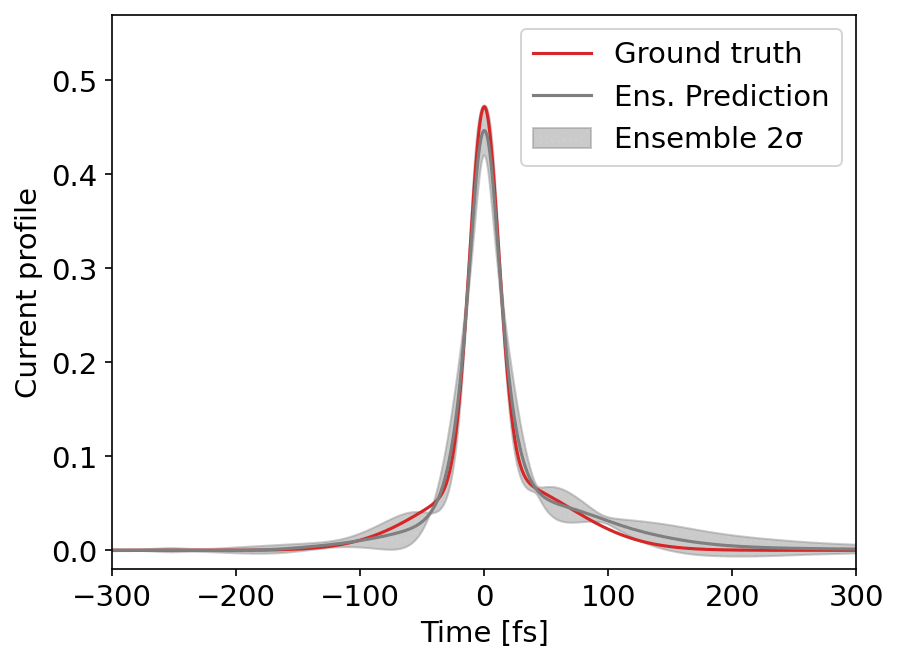 Ground truth
Ens. Prediction
Ensemble 2σ
0.5
0.4
0.3
0.2
0.1
0.0
Current profile
−300
−200
−100
0
100
200
300
Time [fs]